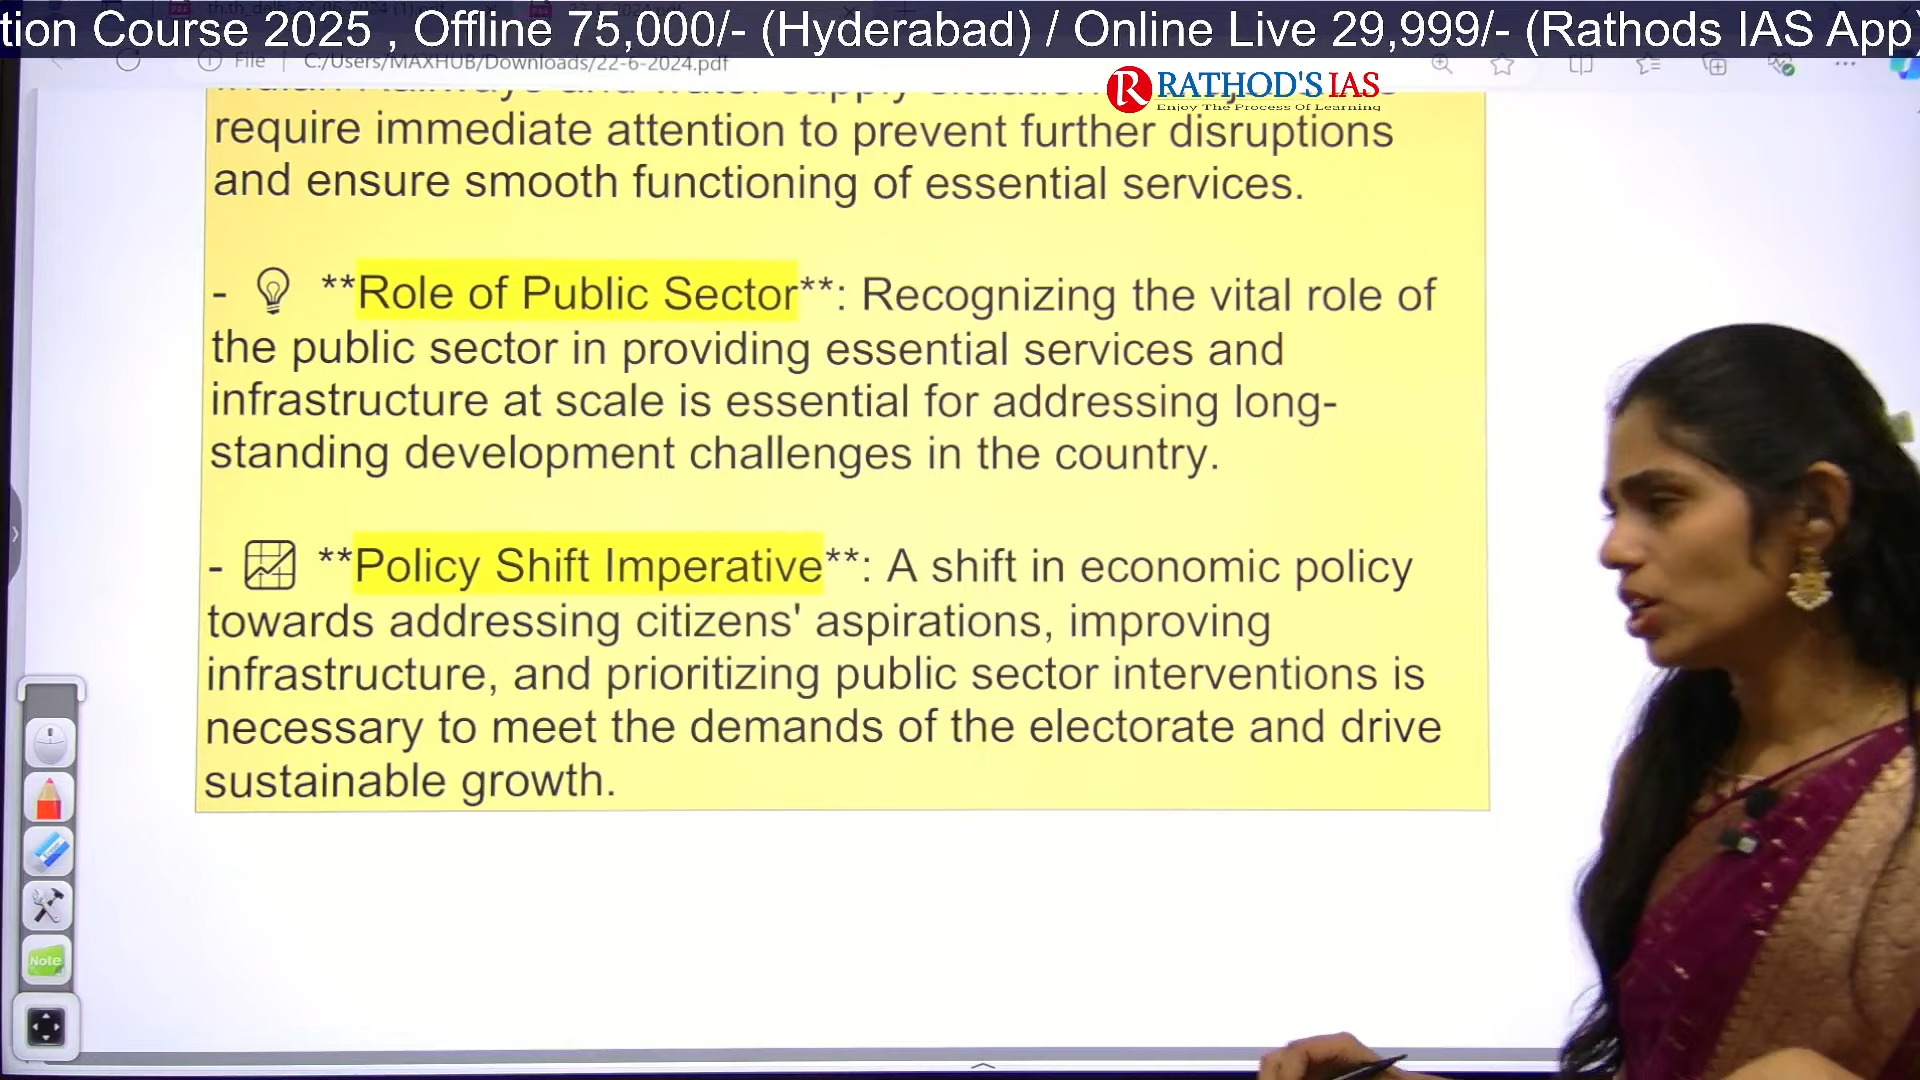 tion Course 2025 , Offline 75,000/- (Hyderabad) / Online Live 29,999/- (Rathods IAS App)
File | C:/Users/MAXHUB/Downloads/22-6-2024.pdf
RATHOD'S IAS
Enjoy The Process Of Learning
require immediate attention to prevent further disruptions
and ensure smooth functioning of essential services.
- **Role of Public Sector**: Recognizing the vital role of
the public sector in providing essential services and
infrastructure at scale is essential for addressing long-
standing development challenges in the country.
- **Policy Shift Imperative**: A shift in economic policy
towards addressing citizens' aspirations, improving
infrastructure, and prioritizing public sector interventions is
necessary to meet the demands of the electorate and drive
sustainable growth.
Note